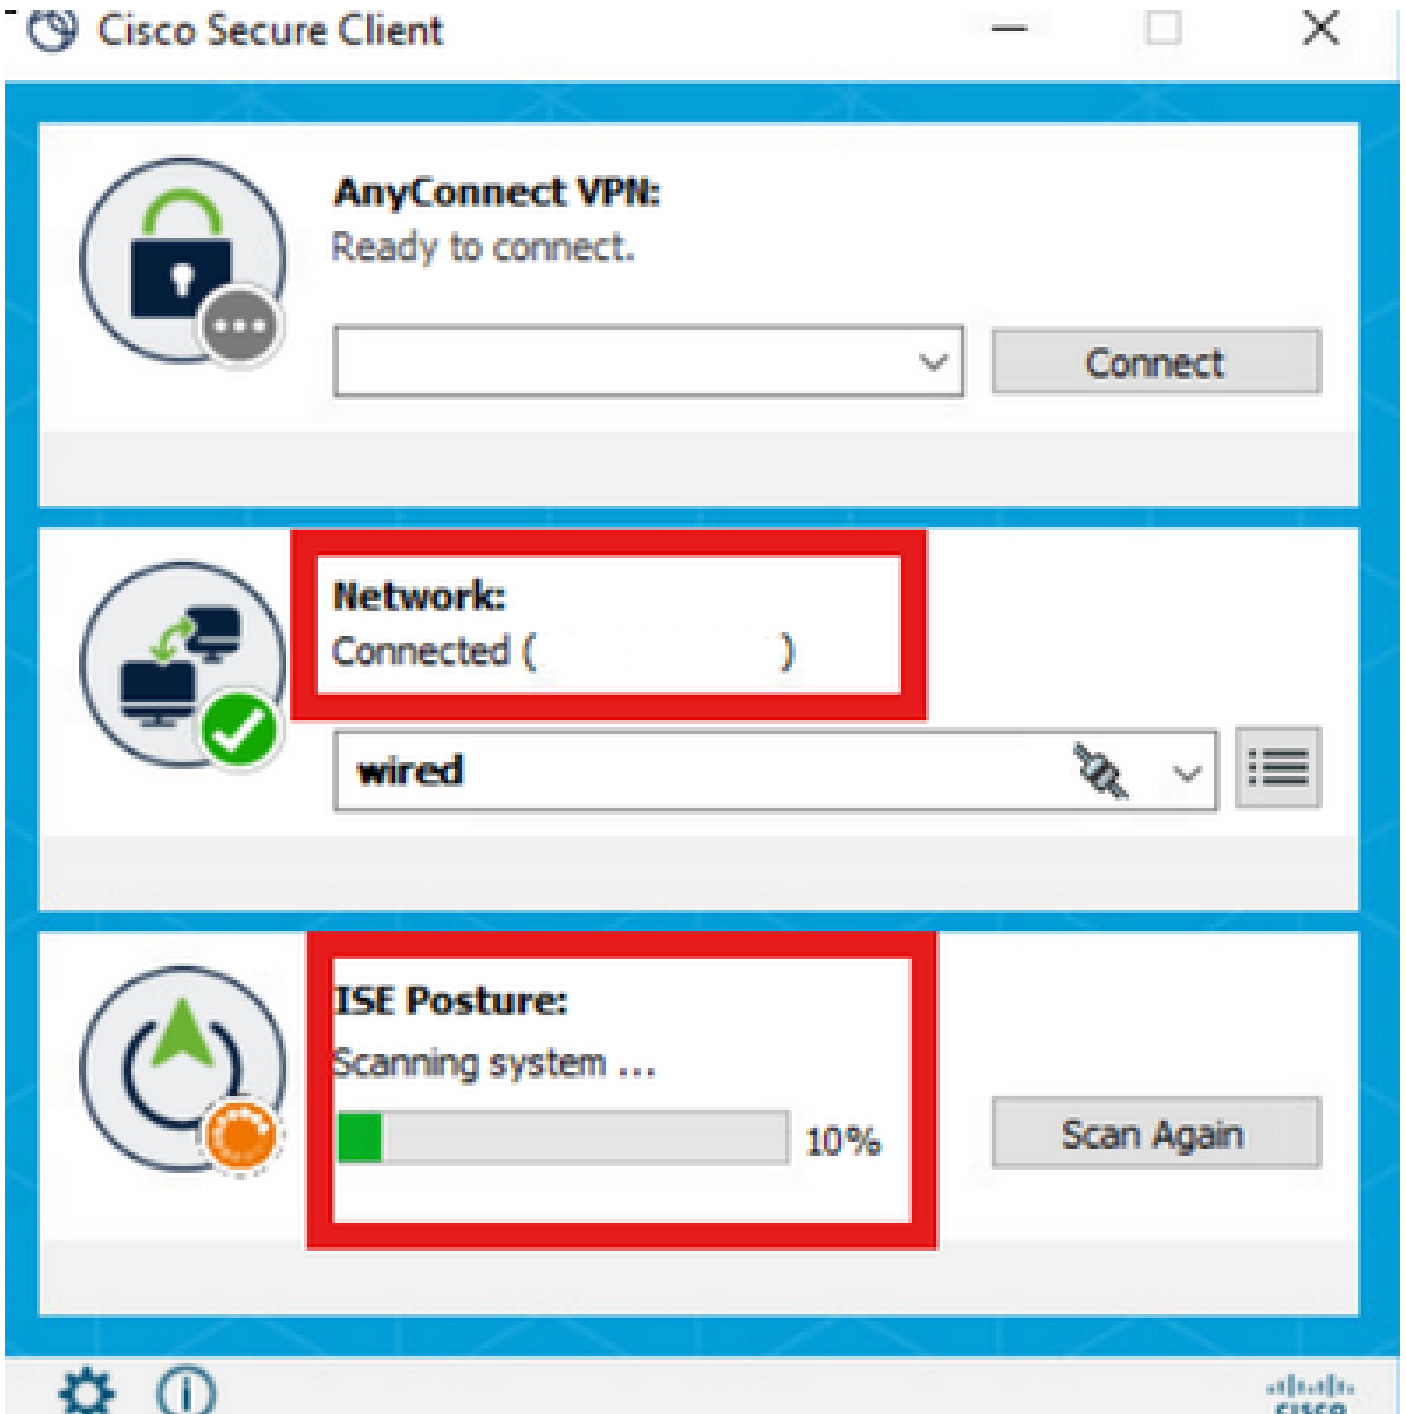 Cisco Secure Client
AnyConnect VPN:
Ready to connect.
Connect
Network:
Connected (          )
wired
ISE Posture:
Scanning system ...
10%
Scan Again
CISCO